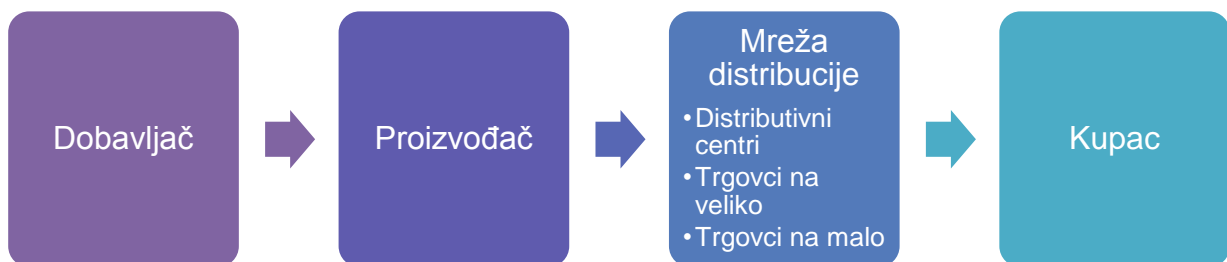 Dobavljač
Proizvođač
Mreža
distribucije
•Distributivni
centri
•Trgovci na
veliko
•Trgovci na malo
Kupac